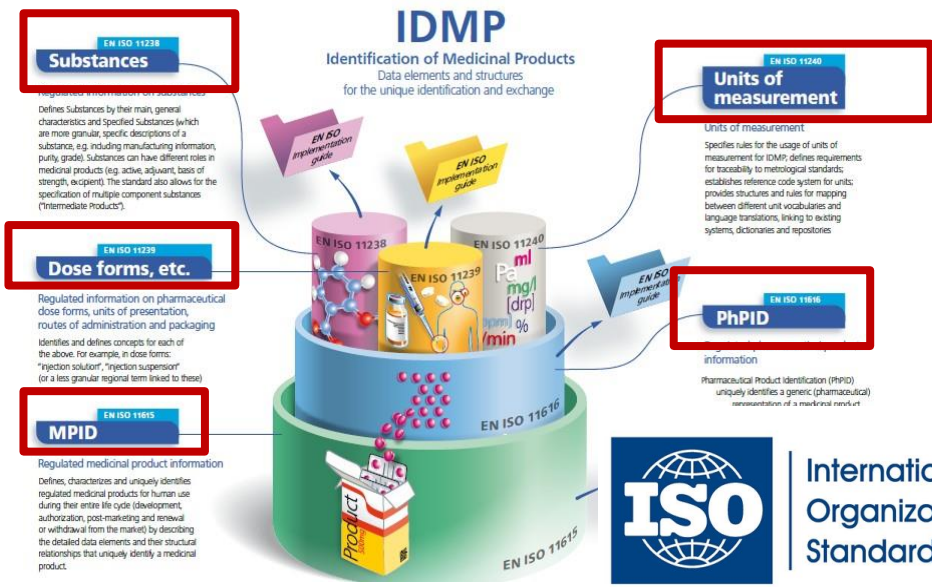 IDMP
Identification of Medicinal Products
Data elements and structures
for the unique identification and exchange
EN ISO 11238
Substances
Regulated information on substances
Defines Substances by their main, general
characteristics and Specified Substances (which
are more granular, specific descriptions of a
substance, e.g. including manufacturing information,
purity, grade). Substances can have different roles in
medicinal products (e.g. active, adjuvant, basis of
strength, excipient). The standard also allows for the
specification of multiple component substances
("Intermediate Products").
EN ISO 11239
Dose forms, etc.
Regulated information on pharmaceutical
dose forms, units of presentation,
routes of administration and packaging
Identifies and defines concepts for each of
the above. For example, in dose forms:
"injection solution", "injection suspension"
(or a less granular regional term linked to these)
EN ISO 11615
MPID
Regulated medicinal product information
Defines, characterizes and uniquely identifies
regulated medicinal products for human use
during their entire life cycle (development,
authorization, post-marketing and renewal
or withdrawal from the market) by describing
the detailed data elements and their structural
relationships that uniquely identify a medicinal
product.
EN ISO
implementation
guide
EN ISO
implementation
guide
EN ISO 11238
EN ISO 11239
EN ISO 11240
ml
Pa
mg/l
[drp]
%
/min
EN ISO
implementation
guide
EN ISO 11616
Product
500mg
EN ISO 11615
EN ISO 11240
Units of
measurement
Units of measurement
Specifies rules for the usage of units of
measurement for IDMP; defines requirements
for traceability to metrological standards;
establishes reference code system for units;
provides structures and rules for mapping
between different unit vocabularies and
language translations, linking to existing
systems, dictionaries and repositories
EN ISO 11616
PhPID
information
Pharmaceutical Product Identification (PhPID)
uniquely identifies a generic (pharmaceutical)
representation of a medicinal product
ISO
Internatio
Organiza
Standard